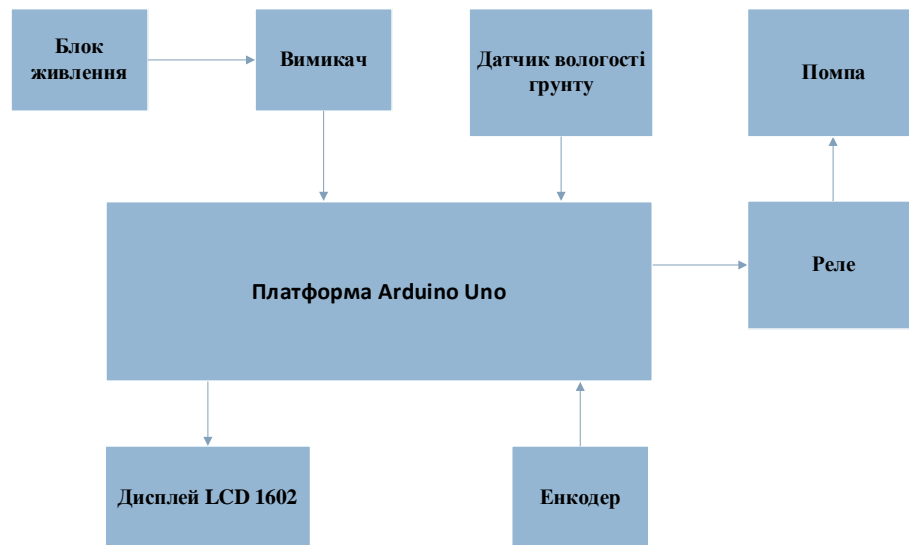 Блок
живлення
Вимикач
Датчик вологості
грунту
Помпа
Платформа Arduino Uno
Реле
Дисплей LCD 1602
Енкодер